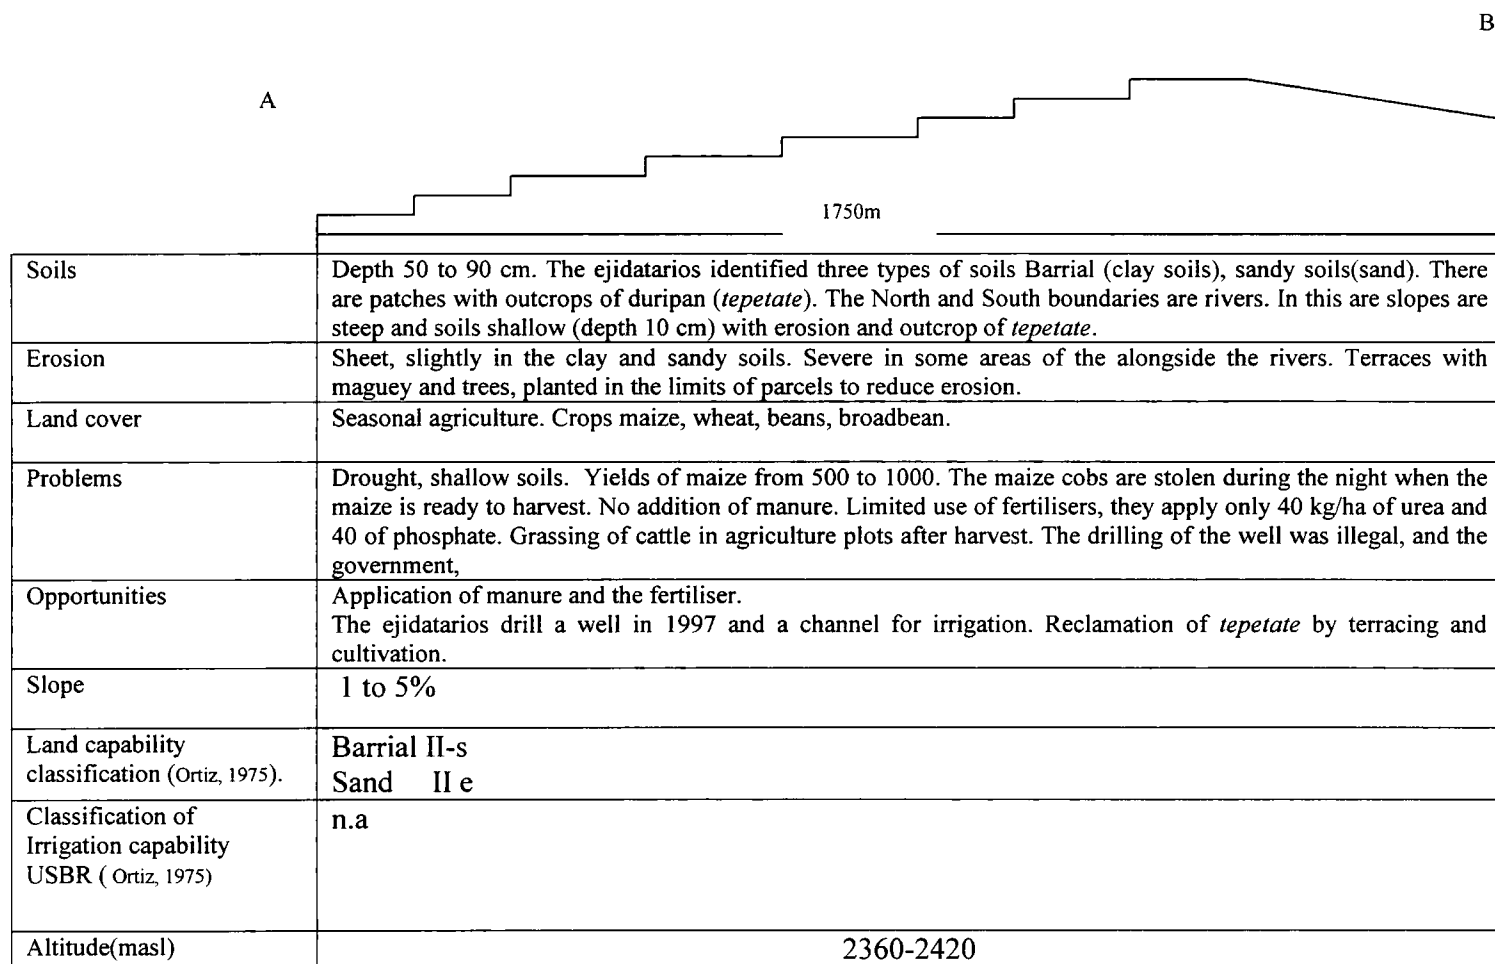 B
A
1750m
Soils
Depth 50 to 90 cm. The ejidatarios identified three types of soils Barrial (clay soils), sandy soils(sand). There
are patches with outcrops of duripan (tepetate). The North and South boundaries are rivers. In this are slopes are
steep and soils shallow (depth 10 cm) with erosion and outcrop of tepetate.
Erosion
Sheet, slightly in the clay and sandy soils. Severe in some areas of the alongside the rivers. Terraces with
maguey and trees, planted in the limits of parcels to reduce erosion.
Land cover
Seasonal agriculture. Crops maize, wheat, beans, broadbean.
Problems
Drought, shallow soils. Yields of maize from 500 to 1000. The maize cobs are stolen during the night when the
maize is ready to harvest. No addition of manure. Limited use of fertilisers, they apply only 40 kg/ha of urea and
40 of phosphate. Grassing of cattle in agriculture plots after harvest. The drilling of the well was illegal, and the
government,
Opportunities
Application of manure and the fertiliser.
The ejidatarios drill a well in 1997 and a channel for irrigation. Reclamation of tepetate by terracing and
cultivation.
Slope
1 to 5%
Land capability
classification (Ortiz, 1975).
Barrial II-s
Sand II e
Classification of
Irrigation capability
USBR ( Ortiz, 1975)
n.a
Altitude(masl)
2360-2420